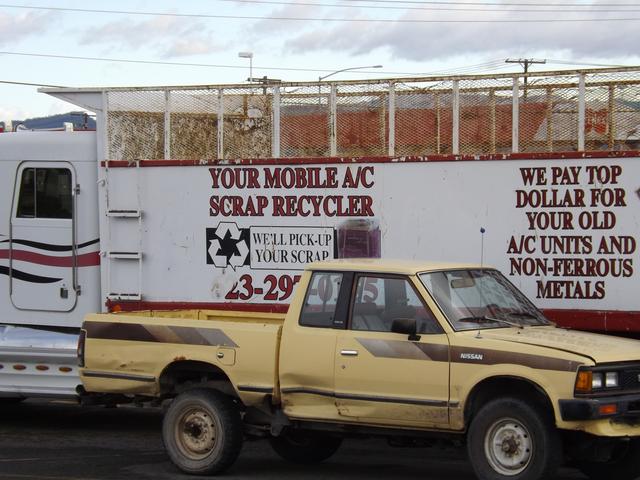 YOUR MOBILE A/C
SCRAP RECYCLER
WE'LL PICK-UP
YOUR SCRAP
WE PAY TOP
DOLLAR FOR
YOUR OLD
A/C UNITS AND
NON-FERROUS
METALS
NISSAN